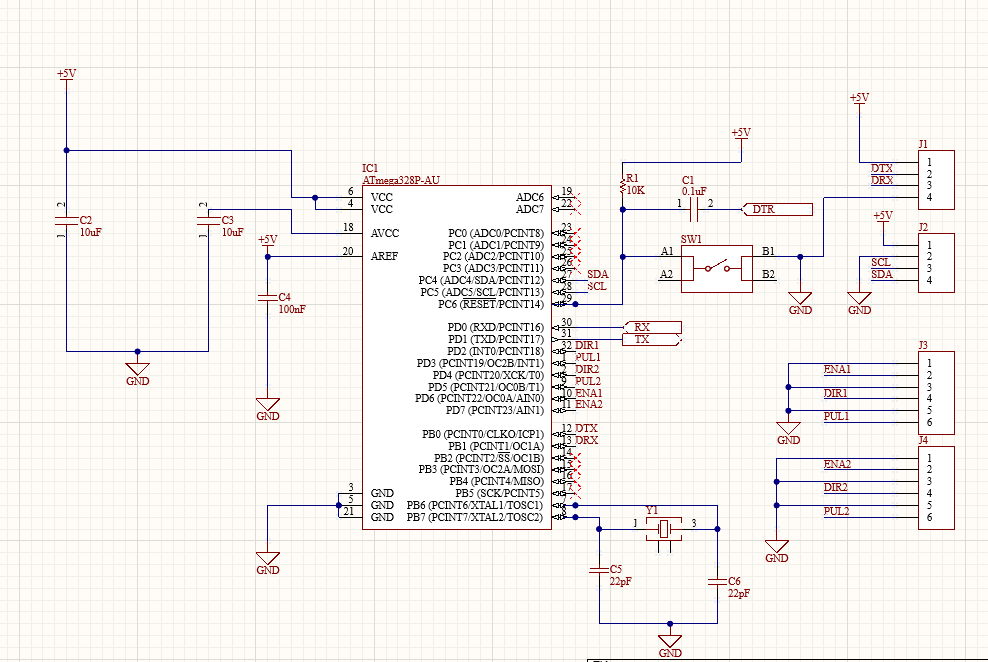 +5V
2
C2
10uF
1
2
C3
10uF
1
GND
+5V
C4
100nF
GND
IC1
ATmega328P-AU
6 VCC
4 VCC
18 AVCC
20 AREF
3 GND
5 GND
21 GND
GND
ADC6 19
ADC7 22
PC0 (ADC0/PCINT8) 23
PC1 (ADC1/PCINT9) 24
PC2 (ADC2/PCINT10) 25
PC3 (ADC3/PCINT11) 26
PC4 (ADC4/SDA/PCINT12) 27 SDA
PC5 (ADC5/SCL/PCINT13) 28 SCL
PC6 (RESET/PCINT14) 29
PD0 (RXD/PCINT16) 30 RX
PD1 (TXD/PCINT17) 31 TX
PD2 (INT0/PCINT18) 32 DIR1
PD3 (PCINT19/OC2B/INT1) 1 PUL1
PD4 (PCINT20/XCK/T0) 2 DIR2
PD5 (PCINT21/OC0B/T1) 9 PUL2
PD6 (PCINT22/OC0A/AIN0) 10 ENA1
PD7 (PCINT23/AIN1) 11 ENA2
PB0 (PCINT0/CLKO/ICP1) 12 DTX
PB1 (PCINT1/OC1A) 13 DRX
PB2 (PCINT2/SS/OC1B) 14
PB3 (PCINT3/OC2A/MOSI) 15
PB4 (PCINT4/MISO) 16
PB5 (SCK/PCINT5) 17
PB6 (PCINT6/XTAL1/TOSC1) 7
PB7 (PCINT7/XTAL2/TOSC2) 8
+5V
R1
10K
C1
0.1uF
1 2 DTR
SW1
A1 B1
A2 B2
GND
Y1
1 3
C5
22pF
C6
22pF
GND
+5V
J1
1
DTX 2
DRX 3
4
+5V
J2
1
2
SCL 3
SDA 4
GND
J3
1
ENA1 2
3
DIR1 4
5
PUL1 6
GND
J4
1
ENA2 2
3
DIR2 4
5
PUL2 6
GND